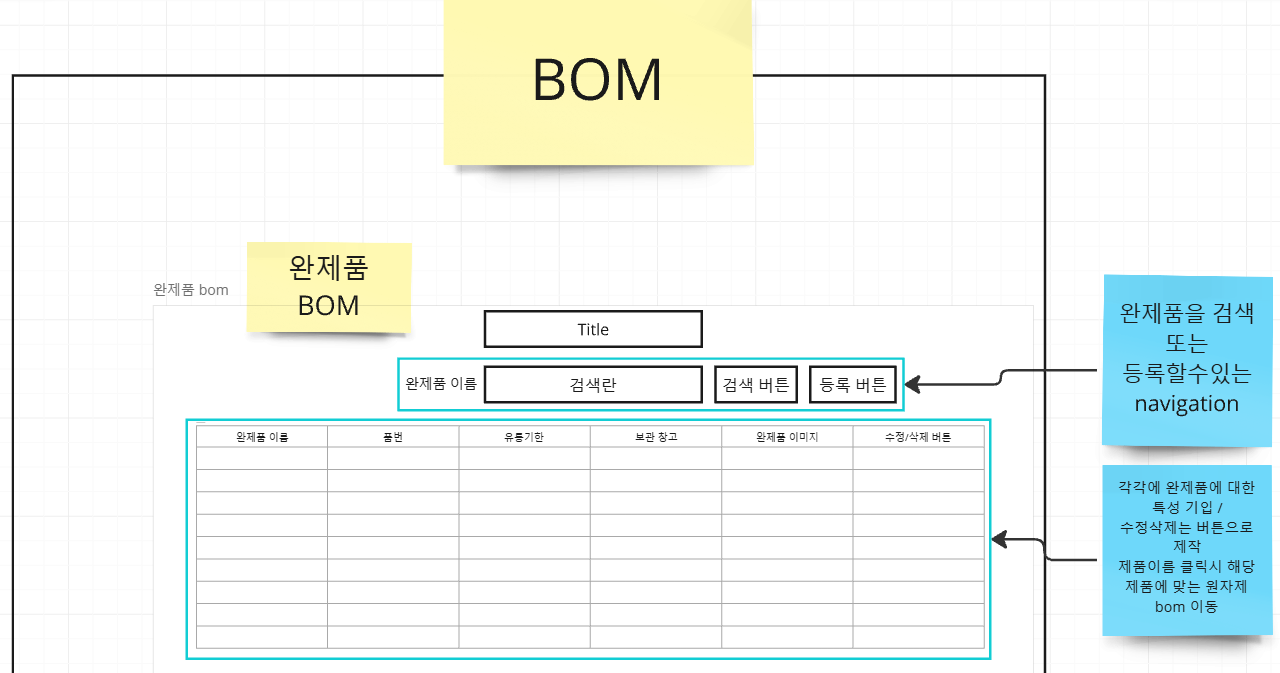 BOM
완제품
BOM
완제품 bom
Title
완제품 이름
검색란
검색 버튼
등록 버튼
완제품 이름
품번
유통기한
보관 창고
완제품 이미지
수정/삭제 버튼
완제품을 검색
또는
등록할수있는
navigation
각각에 완제품에 대한
특성 기입 /
수정삭제는 버튼으로
제작
제품이름 클릭시 해당
제품에 맞는 원자제
bom 이동